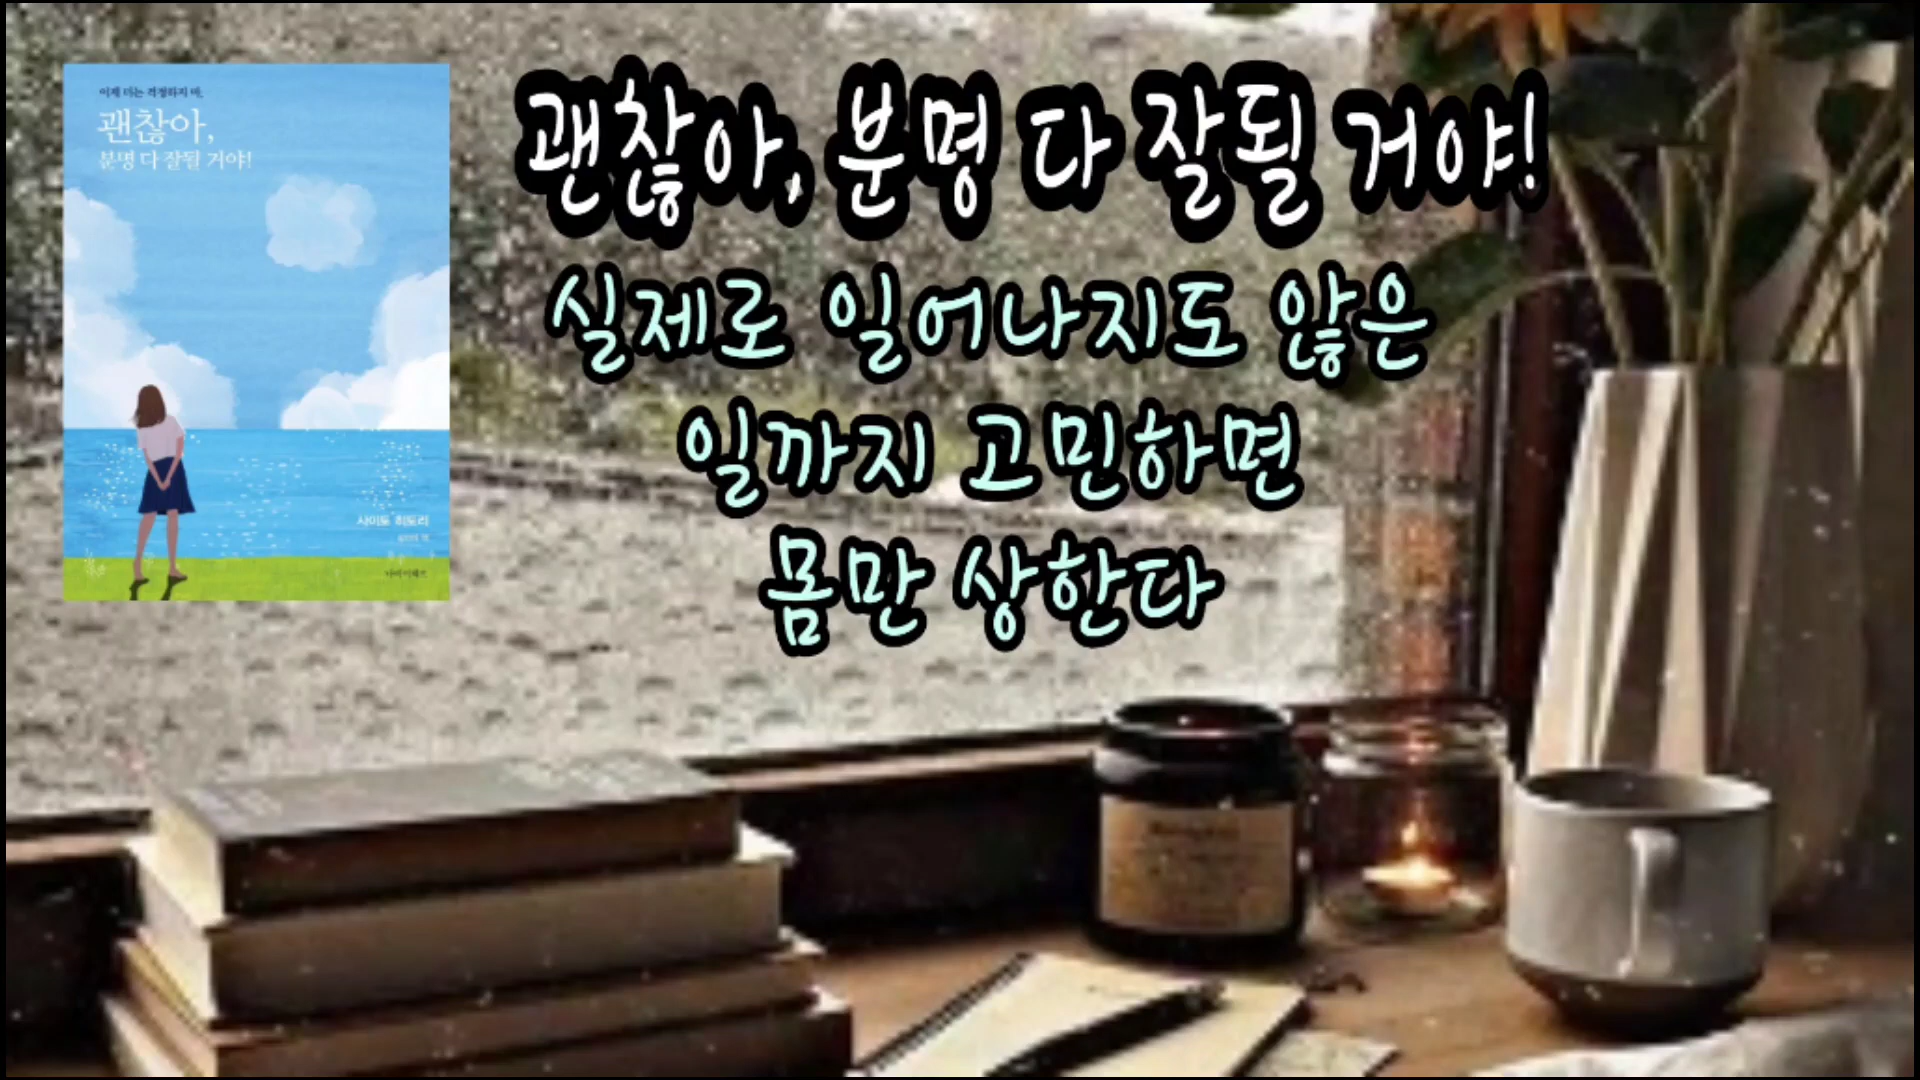 이제 더는 걱정하지 마,
괜찮아,
분명 다 잘될 거야!
사이토 히토리
괜찮아, 분명 다 잘될 거야!
실제로 일어나지도 않은
일까지 고민하면
몸만 상한다